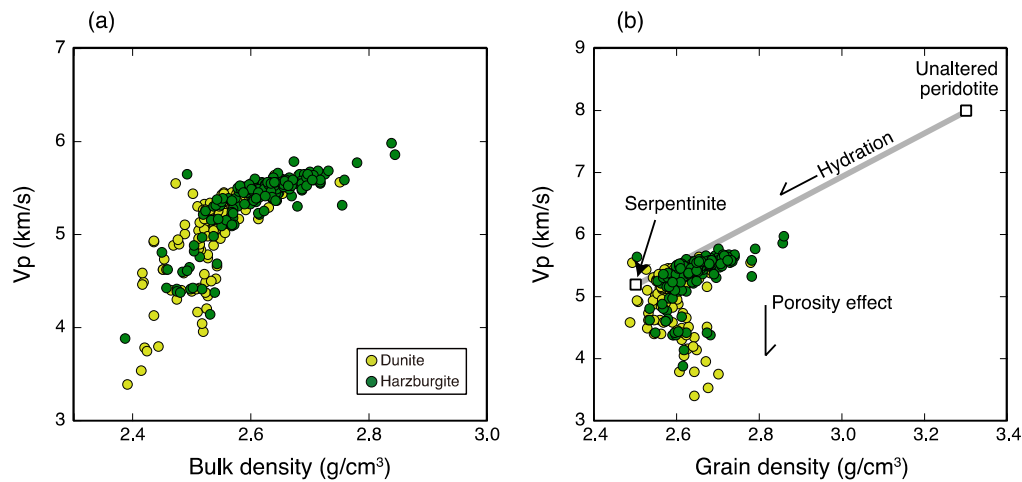 (a)
7
6
5
4
3
Vp (km/s)
2.4
2.6
2.8
3.0
Bulk density (g/cm³)
Dunite
Harzburgite
(b)
9
8
7
6
5
4
3
Vp (km/s)
2.4
2.6
2.8
3.0
3.2
3.4
Grain density (g/cm³)
Unaltered
peridotite
Hydration
Serpentinite
Porosity effect